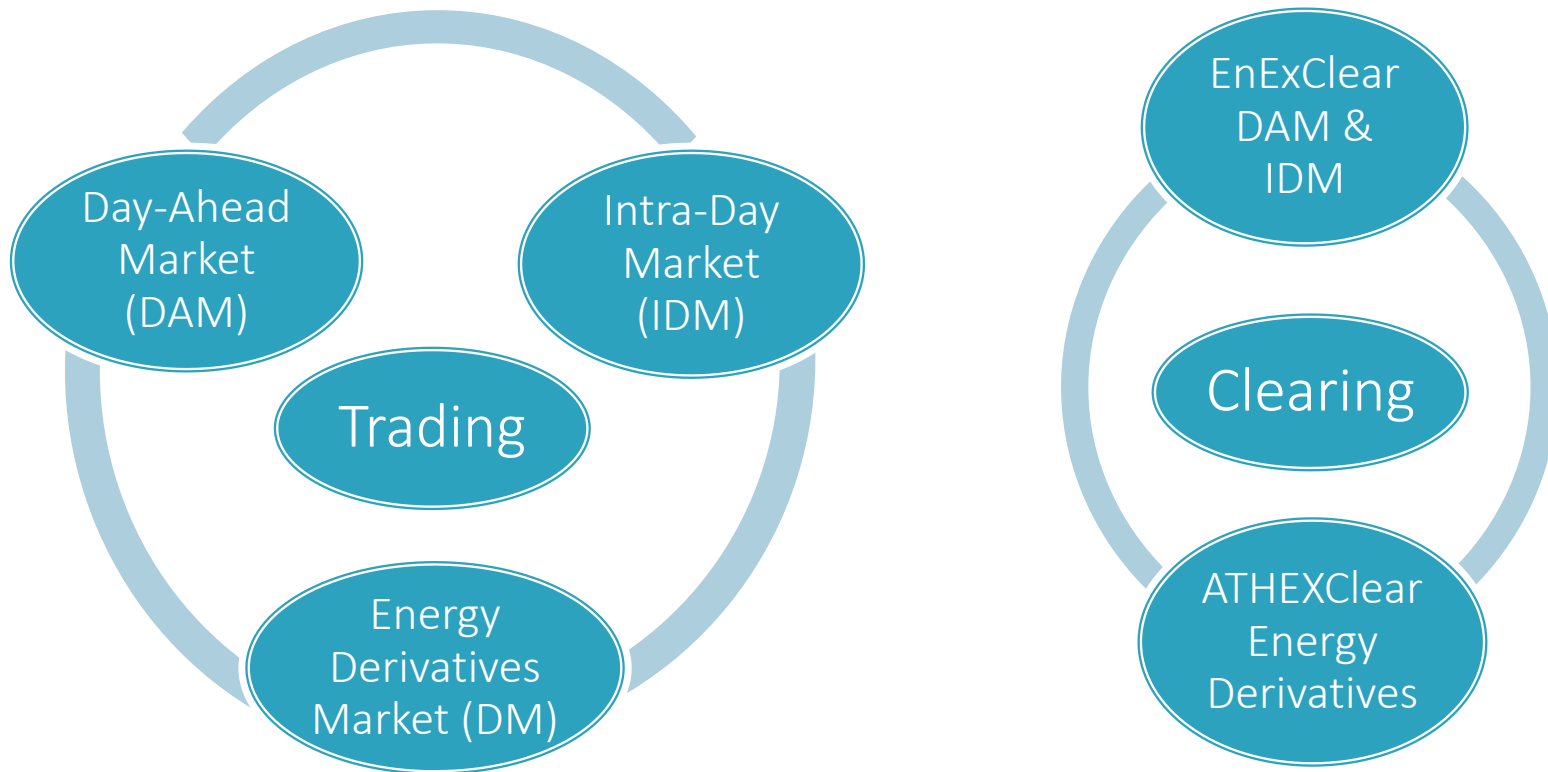 Day-Ahead
Market
(DAM)
Intra-Day
Market
(IDM)
Trading
Energy
Derivatives
Market (DM)
EnExClear
DAM &
IDM
Clearing
ATHEXClear
Energy
Derivatives